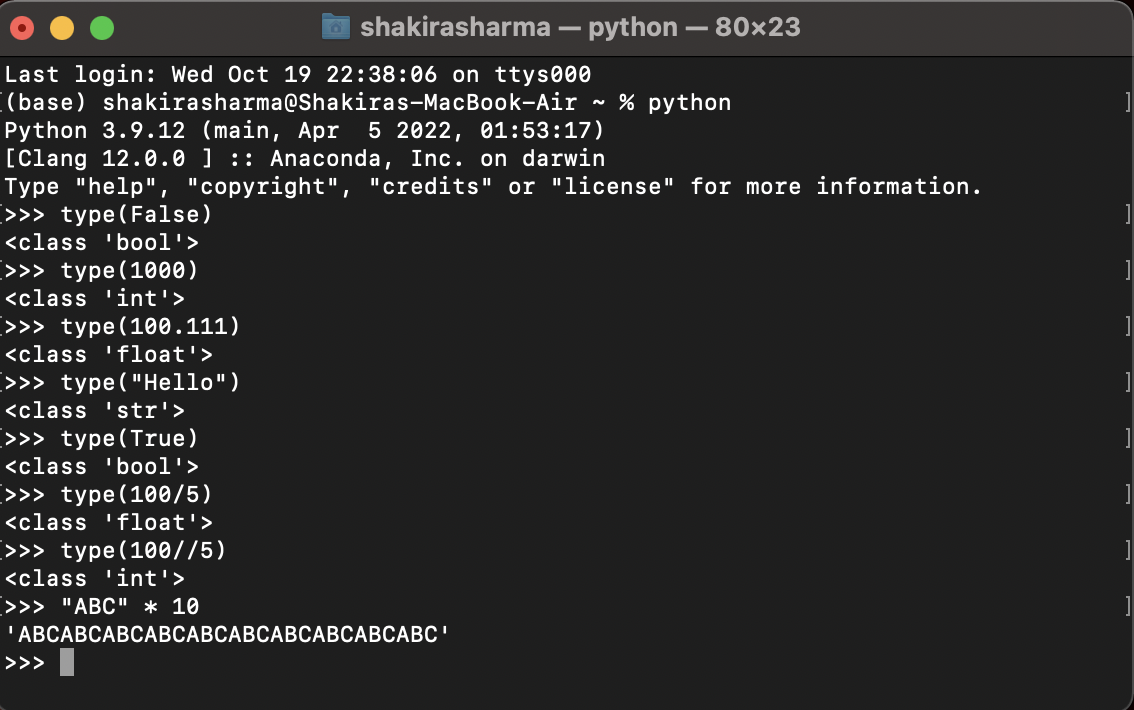 shakirasharma — python — 80×23
Last login: Wed Oct 19 22:38:06 on ttys000
[(base) shakirasharma@Shakiras-MacBook-Air ~ % python ]
Python 3.9.12 (main, Apr  5 2022, 01:53:17)
[Clang 12.0.0 ] :: Anaconda, Inc. on darwin
Type "help", "copyright", "credits" or "license" for more information.
[>>> type(False) ]
<class 'bool'>
[>>> type(1000) ]
<class 'int'>
[>>> type(100.111) ]
<class 'float'>
[>>> type("Hello") ]
<class 'str'>
[>>> type(True) ]
<class 'bool'>
[>>> type(100/5) ]
<class 'float'>
[>>> type(100//5) ]
<class 'int'>
[>>> "ABC" * 10 ]
'ABCABCABCABCABCABCABCABCABCABC'
>>>